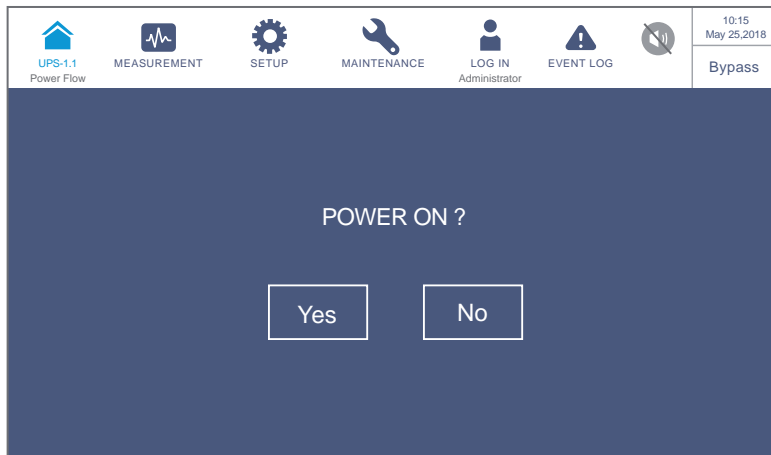 10:15
May 25,2018
UPS-1.1
MEASUREMENT
SETUP
MAINTENANCE
LOG IN
EVENT LOG
Bypass
Power Flow
Administrator
POWER ON ?
Yes
No